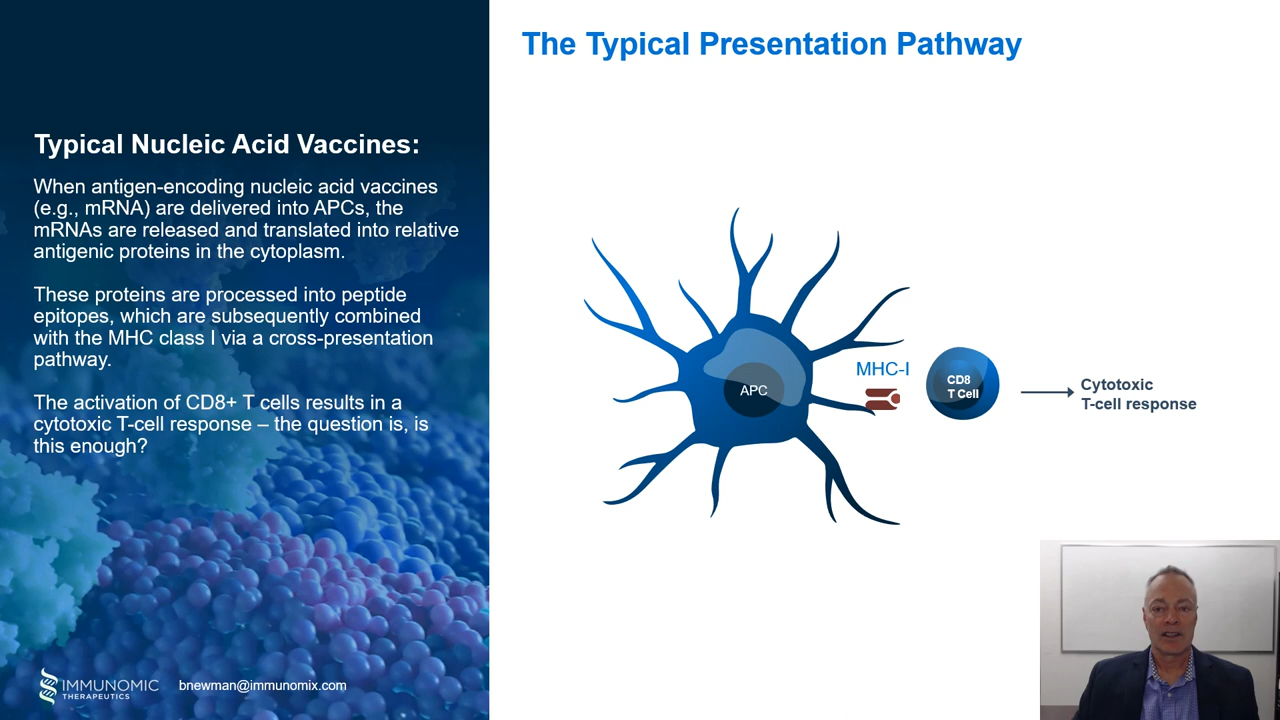 The Typical Presentation Pathway
Typical Nucleic Acid Vaccines:
When antigen-encoding nucleic acid vaccines
(e.g., mRNA) are delivered into APCs, the
mRNAs are released and translated into relative
antigenic proteins in the cytoplasm.
These proteins are processed into peptide
epitopes, which are subsequently combined
with the MHC class I via a cross-presentation
pathway.
The activation of CD8+ T cells results in a
cytotoxic T-cell response – the question is, is
this enough?
APC
MHC-I
CD8
T Cell
Cytotoxic
T-cell response
IMMUNOMIC
THERAPEUTICS
bnewman@immunomix.com